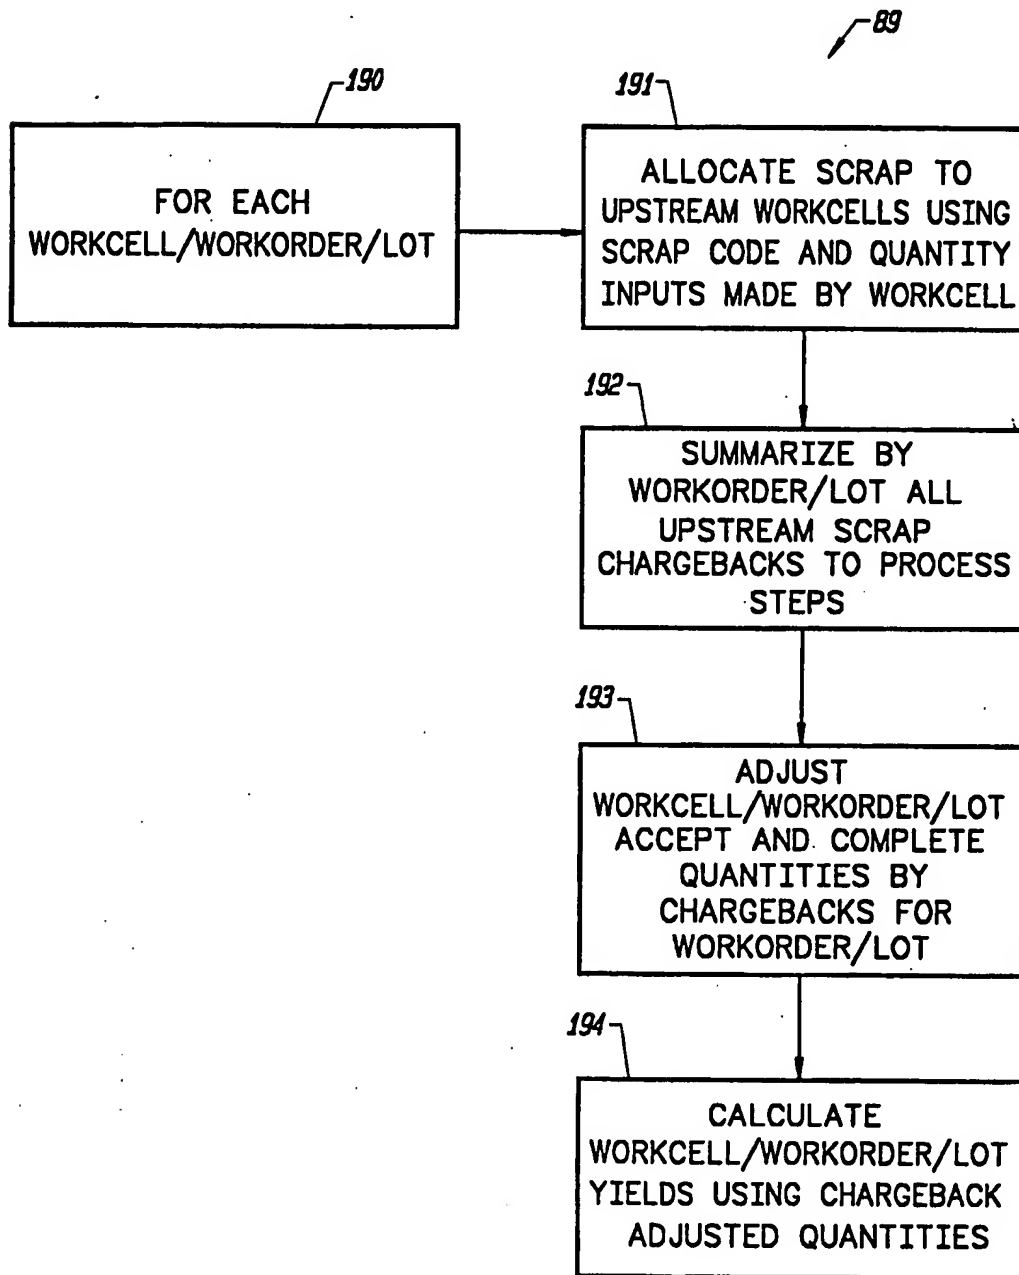 89
190
FOR EACH
WORKCELL/WORKORDER/LOT
191
ALLOCATE SCRAP TO
UPSTREAM WORKCELLS USING
SCRAP CODE AND QUANTITY
INPUTS MADE BY WORKCELL
192
SUMMARIZE BY
WORKORDER/LOT ALL
UPSTREAM SCRAP
CHARGEBACKS TO PROCESS
STEPS
193
ADJUST
WORKCELL/WORKORDER/LOT
ACCEPT AND COMPLETE
QUANTITIES BY
CHARGEBACKS FOR
WORKORDER/LOT
194
CALCULATE
WORKCELL/WORKORDER/LOT
YIELDS USING CHARGEBACK
ADJUSTED QUANTITIES